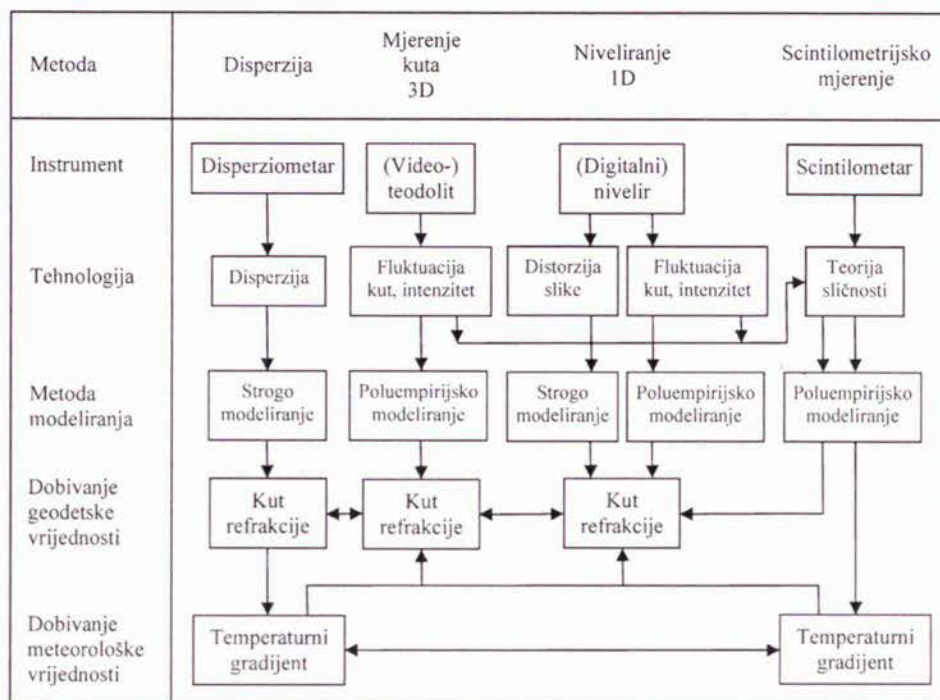 Metoda
Disperzija
Mjerenje
kuta
3D
Niveliranje
1D
Scintilometrijsko
mjerenje
Instrument
Disperziometar
(Video-)
teodolit
(Digitalni)
nivelir
Scintilometar
Tehnologija
Disperzija
Fluktuacija
kut, intenzitet
Distorzija
slike
Fluktuacija
kut, intenzitet
Teorija
sličnosti
Metoda
modeliranja
Strogo
modeliranje
Poluempirijsko
modeliranje
Strogo
modeliranje
Poluempirijsko
modeliranje
Poluempirijsko
modeliranje
Dobivanje
geodetske
vrijednosti
Kut
refrakcije
Kut
refrakcije
Kut
refrakcije
Dobivanje
meteorološke
vrijednosti
Temperaturni
gradijent
Temperaturni
gradijent